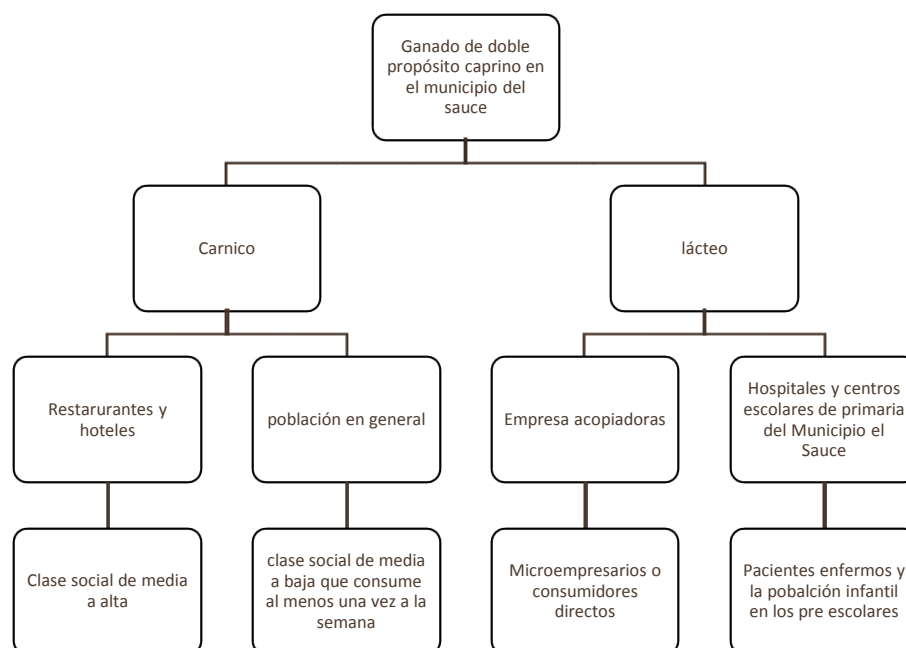 Ganado de doble
propósito caprino en
el municipio del
sauce
Carnico
lácteo
Restarurantes y
hoteles
población en general
Empresa acopiadoras
Hospitales y centros
escolares de primaria
del Municipio el
Sauce
Clase social de media
a alta
clase social de media
a baja que consume
al menos una vez a la
semana
Microempresarios o
consumidores
directos
Pacientes enfermos y
la pobalción infantil
en los pre escolares